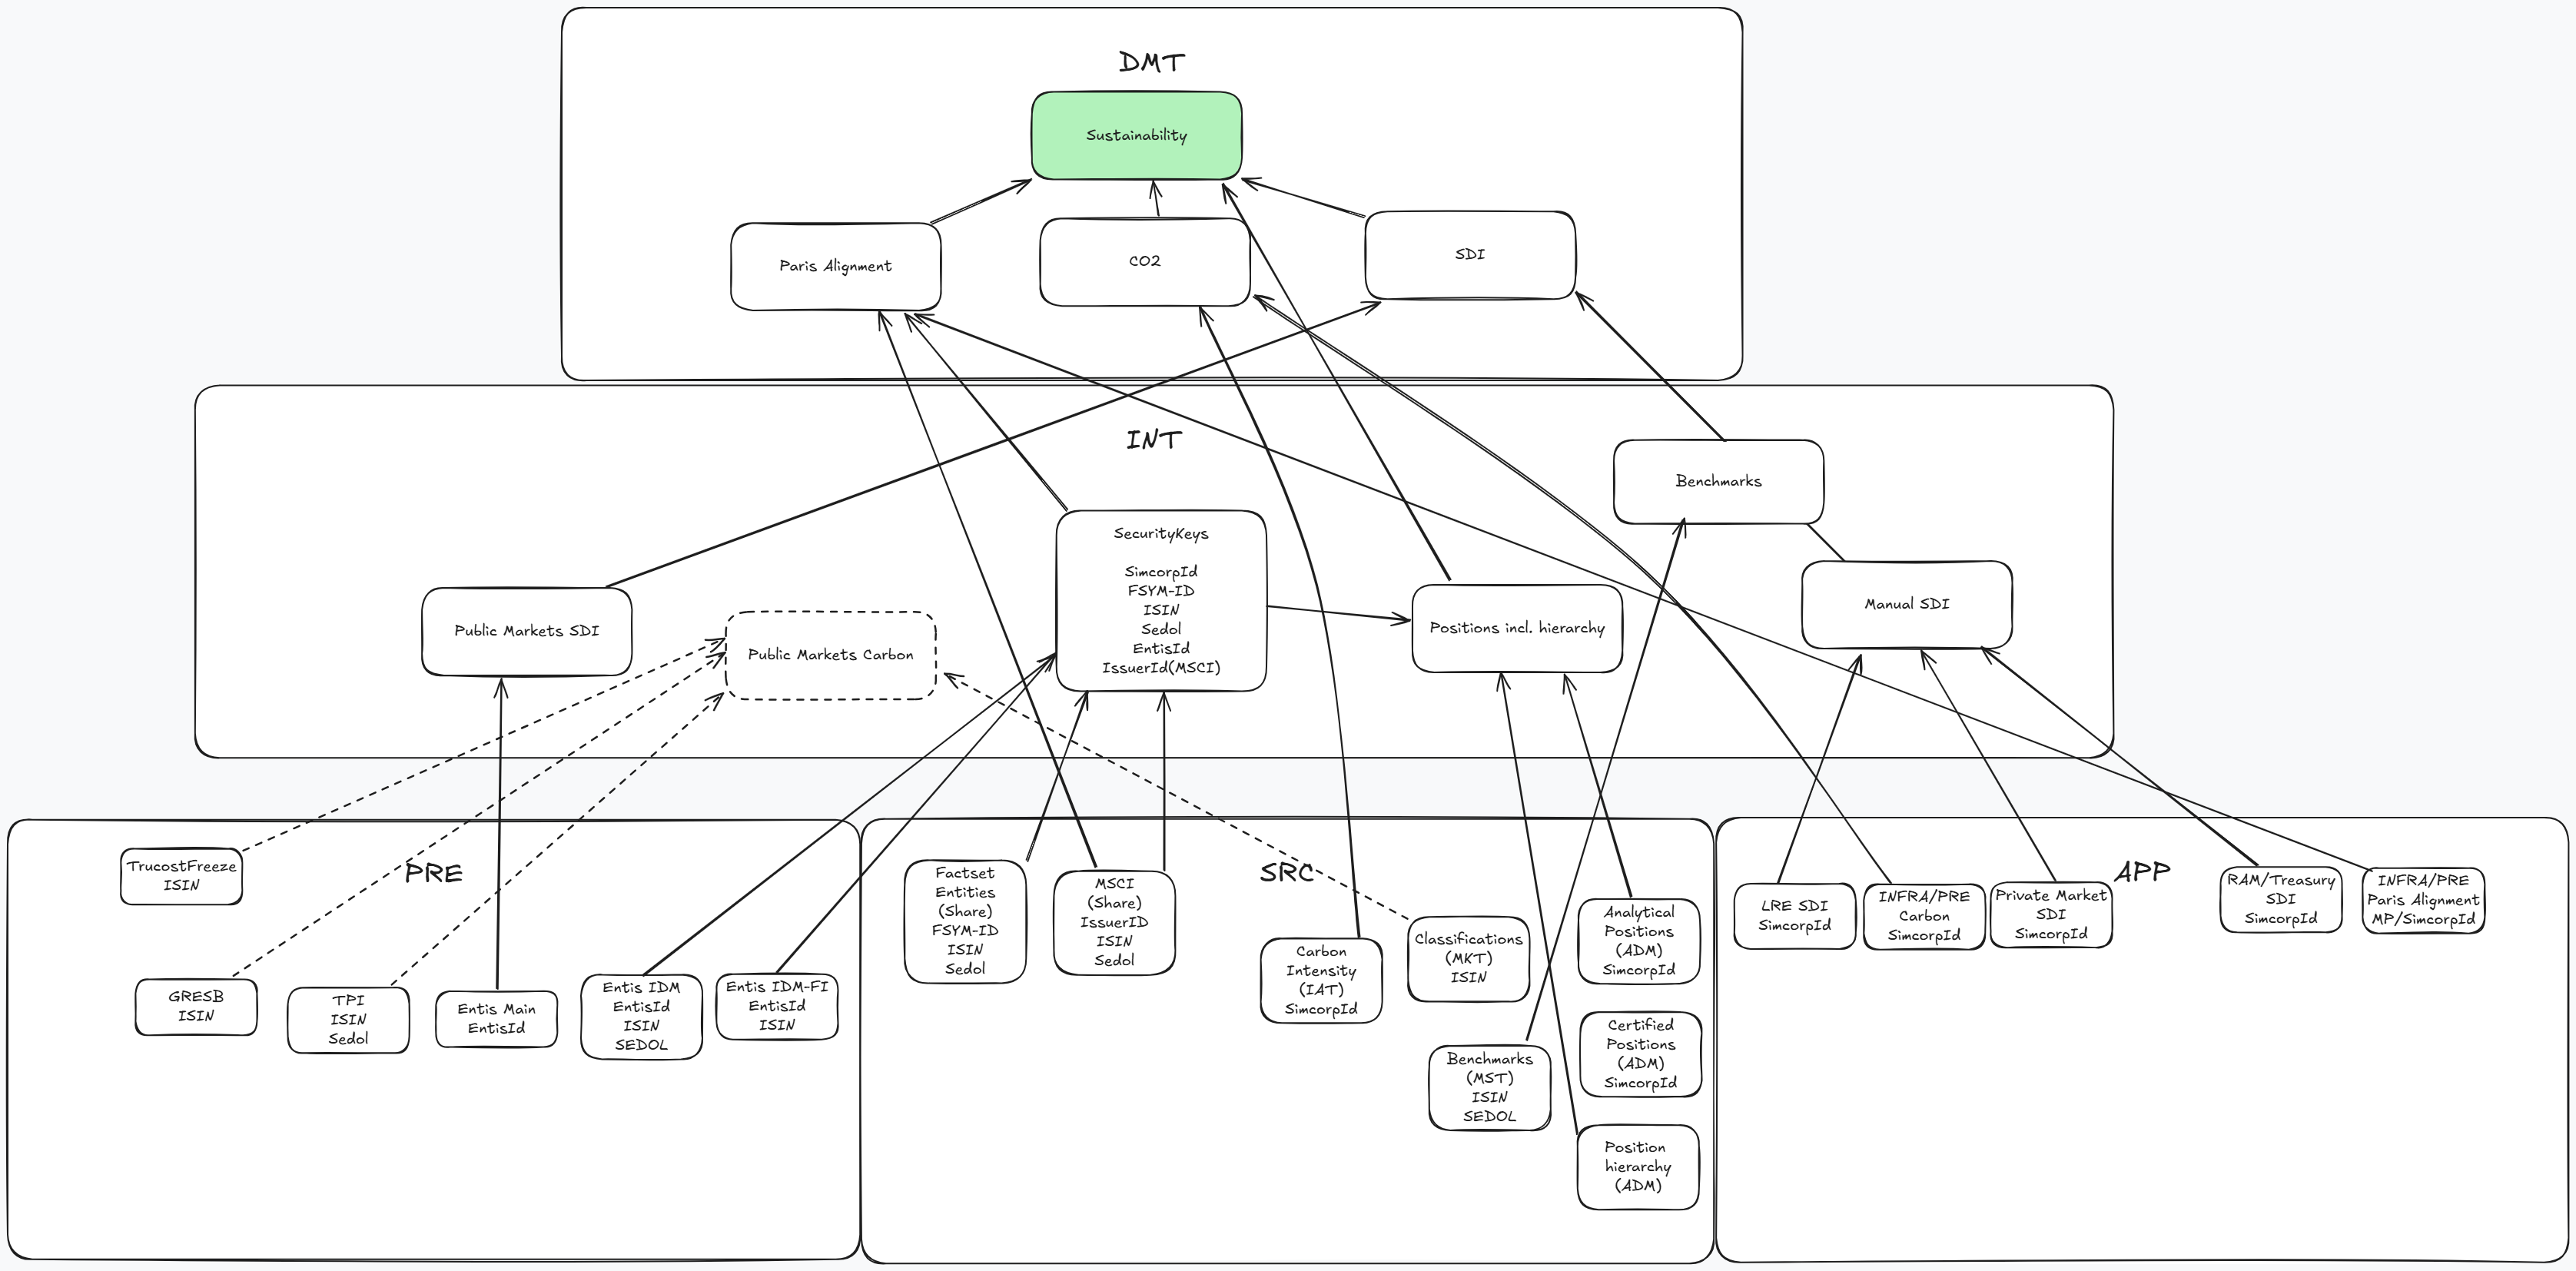 DMT
Sustainability
Paris Alignment
CO2
SDI
INT
Benchmarks
SecurityKeys
SimcorpId
FSYM-ID
ISIN
Sedol
EntisId
IssuerId(MSCI)
Public Markets SDI
Public Markets Carbon
Positions incl. hierarchy
Manual SDI
PRE
TrucostFreeze
ISIN
GRESB
ISIN
TPI
ISIN
Sedol
Entis Main
EntisId
Entis IDM
EntisId
ISIN
SEDOL
Entis IDM-FI
EntisId
ISIN
SRC
Factset
Entities
(Share)
FSYM-ID
ISIN
Sedol
MSCI
(Share)
IssuerID
ISIN
Sedol
Carbon
Intensity
(IAT)
SimcorpId
Classifications
(MKT)
ISIN
Benchmarks
(MST)
ISIN
SEDOL
Analytical
Positions
(ADM)
SimcorpId
Certified
Positions
(ADM)
SimcorpId
Position
hierarchy
(ADM)
APP
LRE SDI
SimcorpId
INFRA/PRE
Carbon
SimcorpId
Private Market
SDI
SimcorpId
RAM/Treasury
SDI
SimcorpId
INFRA/PRE
Paris Alignment
MP/SimcorpId